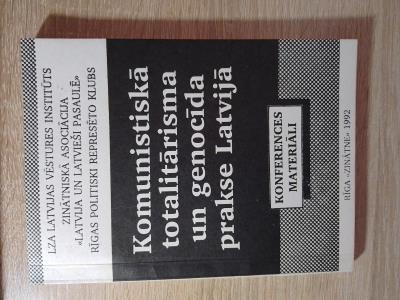 LZA LATVIJAS VĒSTURES INSTITŪTS
ZINĀTNISKĀ ASOCIĀCIJA
«LATVIJA UN LATVIEŠI PASAULĒ»
RĪGAS POLITISKI REPRESĒTO KLUBS
Komunistiskā
totalitārisma
un genocīda
prakse Latvijā
KONFERENCES
MATERIĀLI
RĪGA «ZINĀTNE» 1992